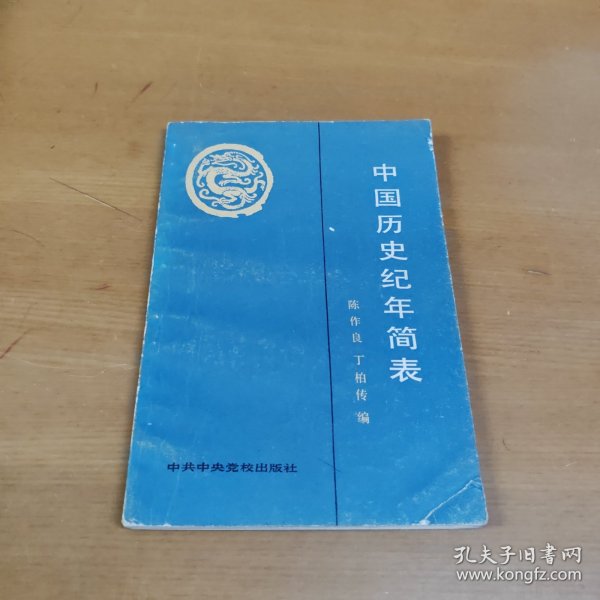 中国历史纪年简表
陈作良 丁柏传 编
中共中央党校出版社
孔夫子旧书网
www.kongfz.com